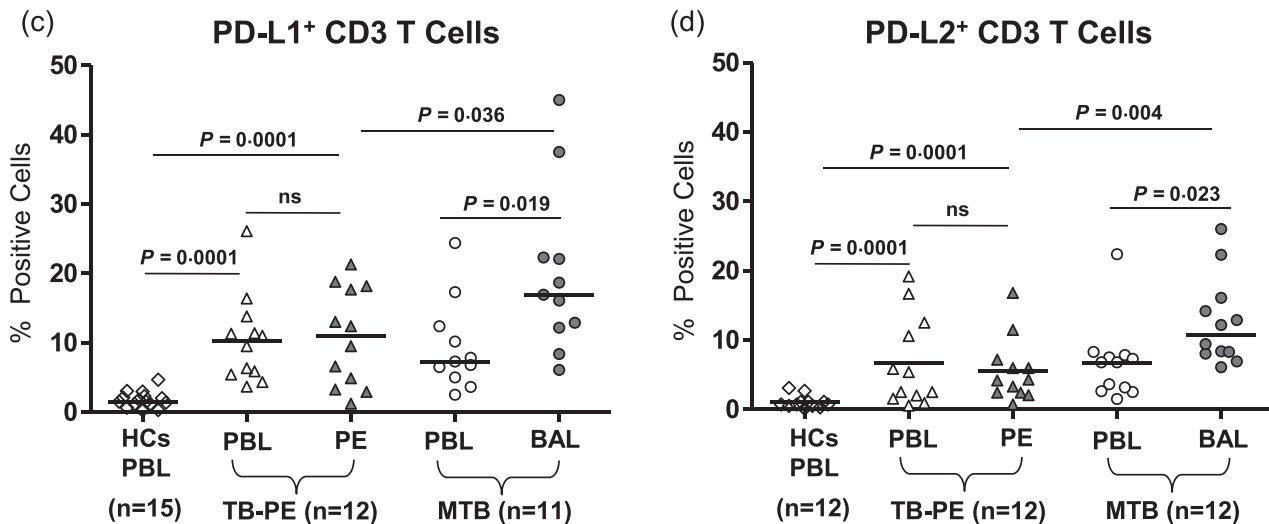 (c)
PD-L1⁺ CD3 T Cells
% Positive Cells
50
40
30
20
10
0
P = 0·0001
P = 0·0001
ns
P = 0·036
P = 0·019
HCs
PBL
PBL
PE
PBL
BAL
(n=15)
TB-PE (n=12)
MTB (n=11)
(d)
PD-L2⁺ CD3 T Cells
% Positive Cells
50
40
30
20
10
0
P = 0·0001
P = 0·0001
ns
P = 0·004
P = 0·023
HCs
PBL
PBL
PE
PBL
BAL
(n=12)
TB-PE (n=12)
MTB (n=12)